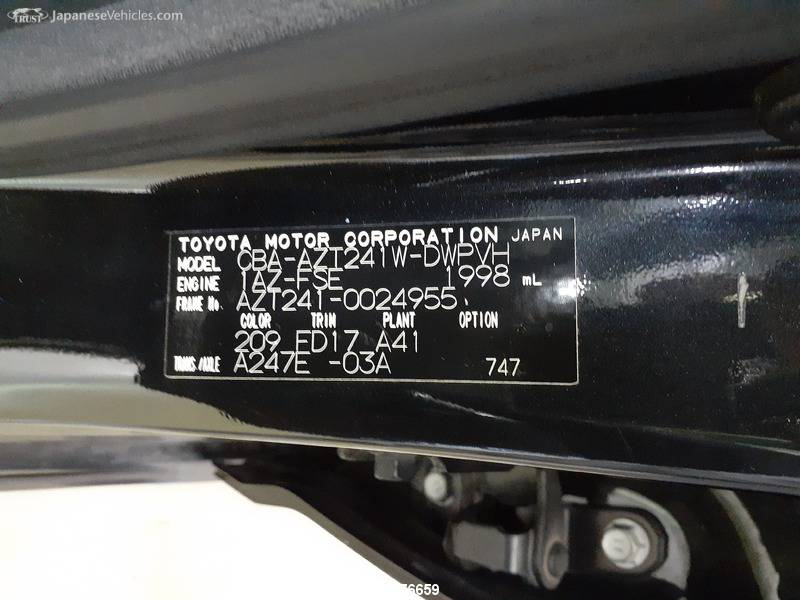 TRUST JapaneseVehicles.com
TOYOTA MOTOR CORPORATION JAPAN
MODEL CBA-AZT241W-DWPVH
ENGINE 1AZ-FSE 1998 mL
FRAME No. AZT241-0024955
COLOR TRIM PLANT OPTION
209 FD17 A41
TRANS/AXLE A247E -03A 747
76659